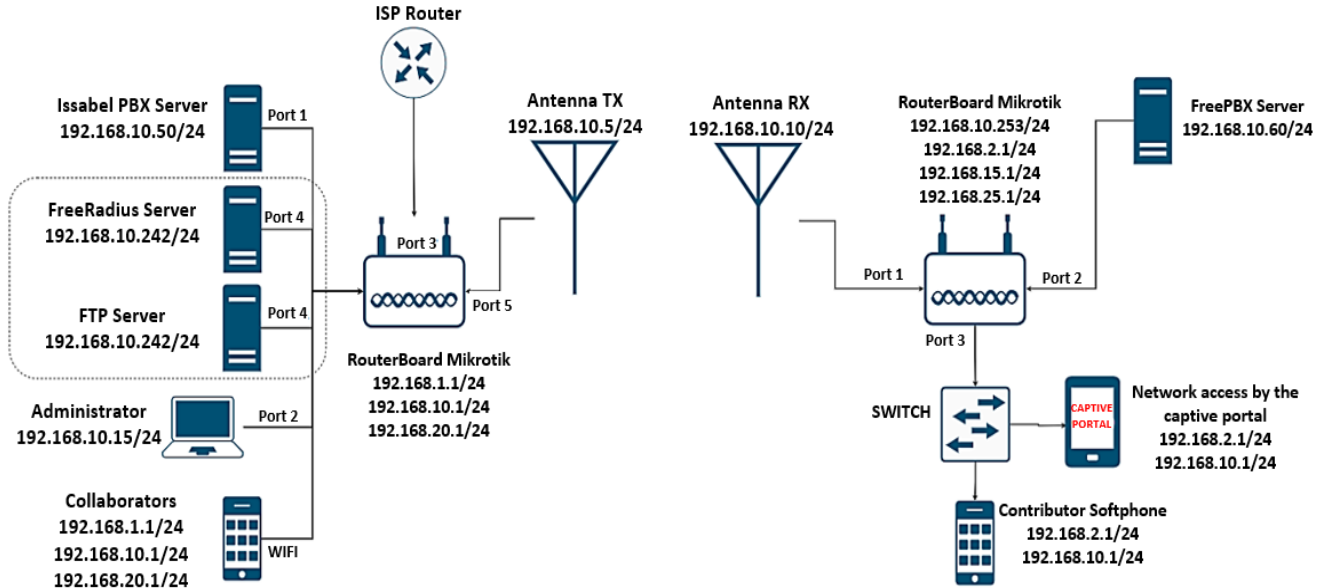 ISP Router
Issabel PBX Server
192.168.10.50/24
Port 1
FreeRadius Server
192.168.10.242/24
Port 4
FTP Server
192.168.10.242/24
Port 4
Administrator
192.168.10.15/24
Port 2
Collaborators
192.168.1.1/24
192.168.10.1/24
192.168.20.1/24
WIFI
Port 3
Port 5
RouterBoard Mikrotik
192.168.1.1/24
192.168.10.1/24
192.168.20.1/24
Antenna TX
192.168.10.5/24
Antenna RX
192.168.10.10/24
RouterBoard Mikrotik
192.168.10.253/24
192.168.2.1/24
192.168.15.1/24
192.168.25.1/24
FreePBX Server
192.168.10.60/24
Port 1
Port 2
Port 3
SWITCH
CAPTIVE
PORTAL
Network access by the
captive portal
192.168.2.1/24
192.168.10.1/24
Contributor Softphone
192.168.2.1/24
192.168.10.1/24